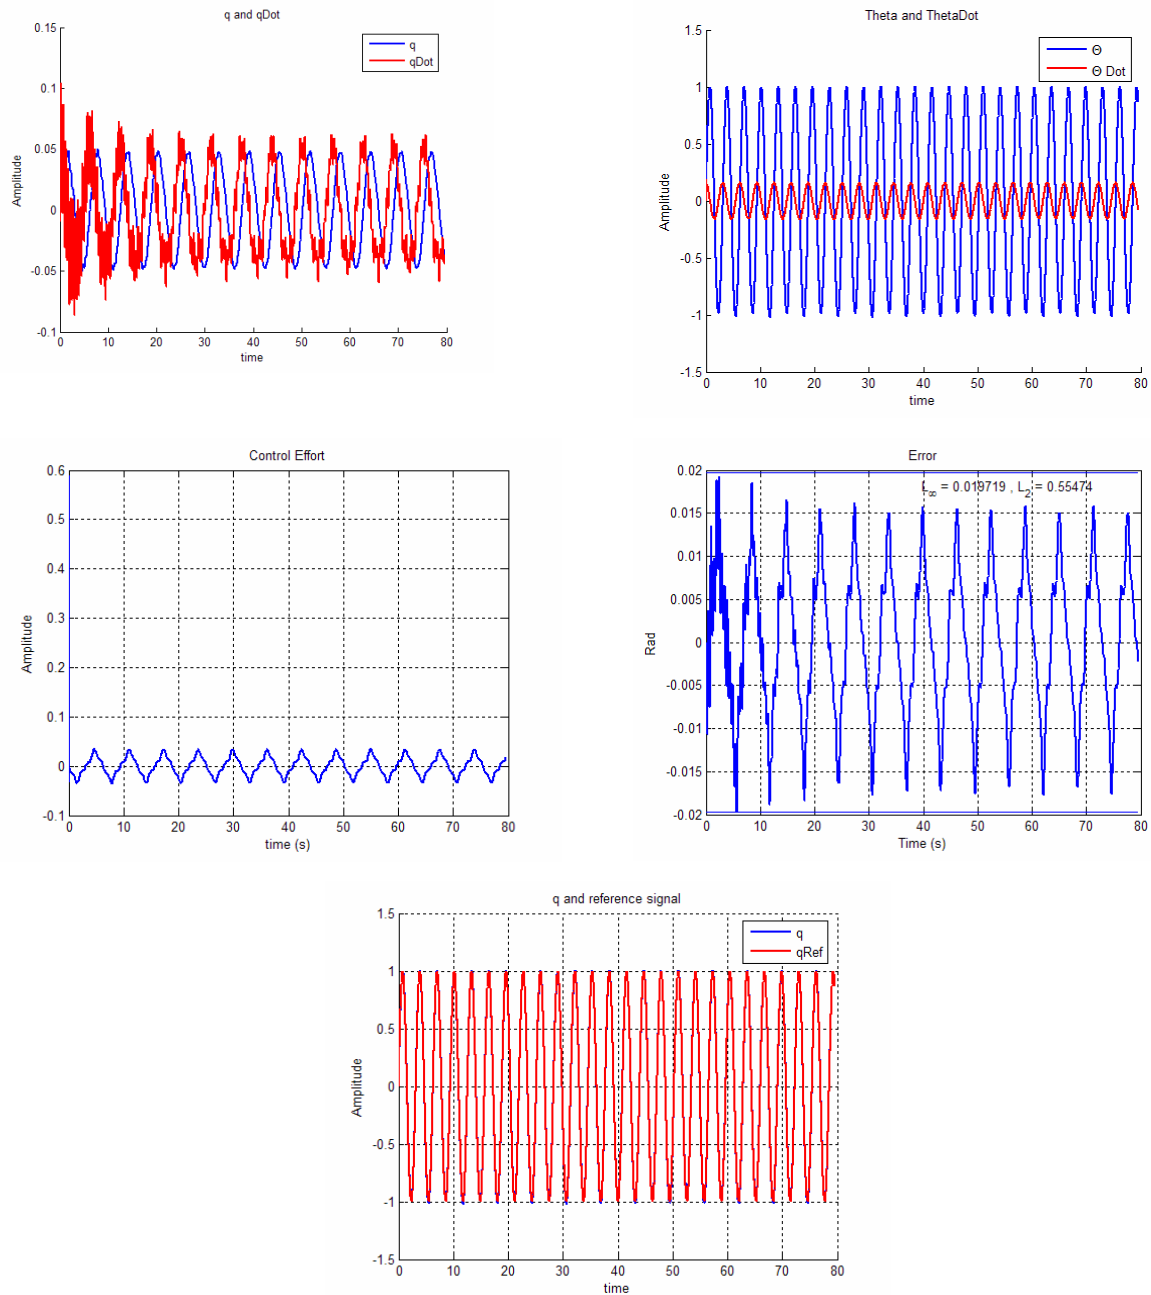 q and qDot
0.15
0.1
0.05
0
-0.05
-0.1
Amplitude
q
qDot
0 10 20 30 40 50 60 70 80
time
Theta and ThetaDot
1.5
1
0.5
0
-0.5
-1
-1.5
Amplitude
Θ
Θ Dot
0 10 20 30 40 50 60 70 80
time
Control Effort
0.6
0.5
0.4
0.3
0.2
0.1
0
-0.1
Amplitude
0 10 20 30 40 50 60 70 80
time (s)
Error
0.02
0.015
0.01
0.005
0
-0.005
-0.01
-0.015
-0.02
Rad
L∞ = 0.019719 , L2 = 0.55474
0 10 20 30 40 50 60 70 80
Time (s)
q and reference signal
1.5
1
0.5
0
-0.5
-1
-1.5
Amplitude
q
qRef
0 10 20 30 40 50 60 70 80
time